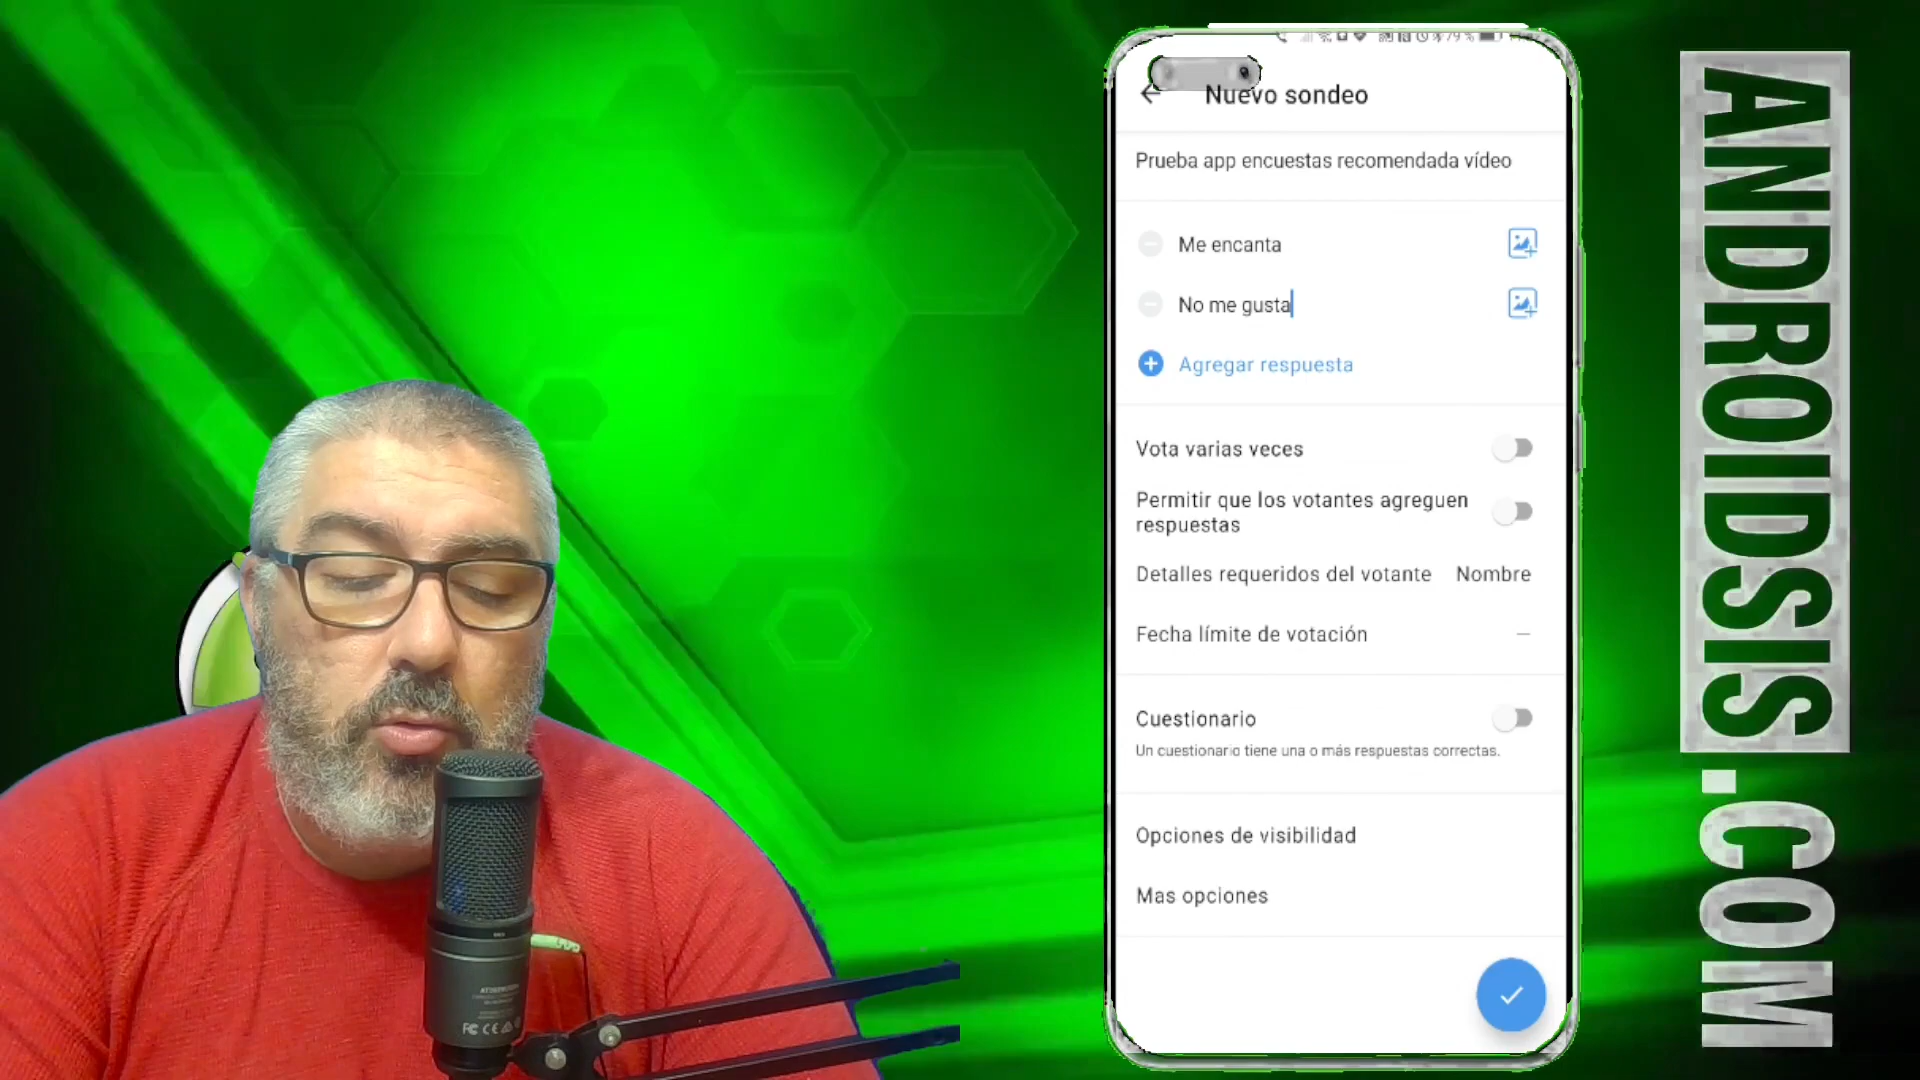 79 %
Nuevo sondeo
Prueba app encuestas recomendada vídeo
Me encanta
No me gusta
Agregar respuesta
Vota varias veces
Permitir que los votantes agreguen
respuestas
Detalles requeridos del votante Nombre
Fecha límite de votación –
Cuestionario
Un cuestionario tiene una o más respuestas correctas.
Opciones de visibilidad
Mas opciones
ANDROIDSIS.COM